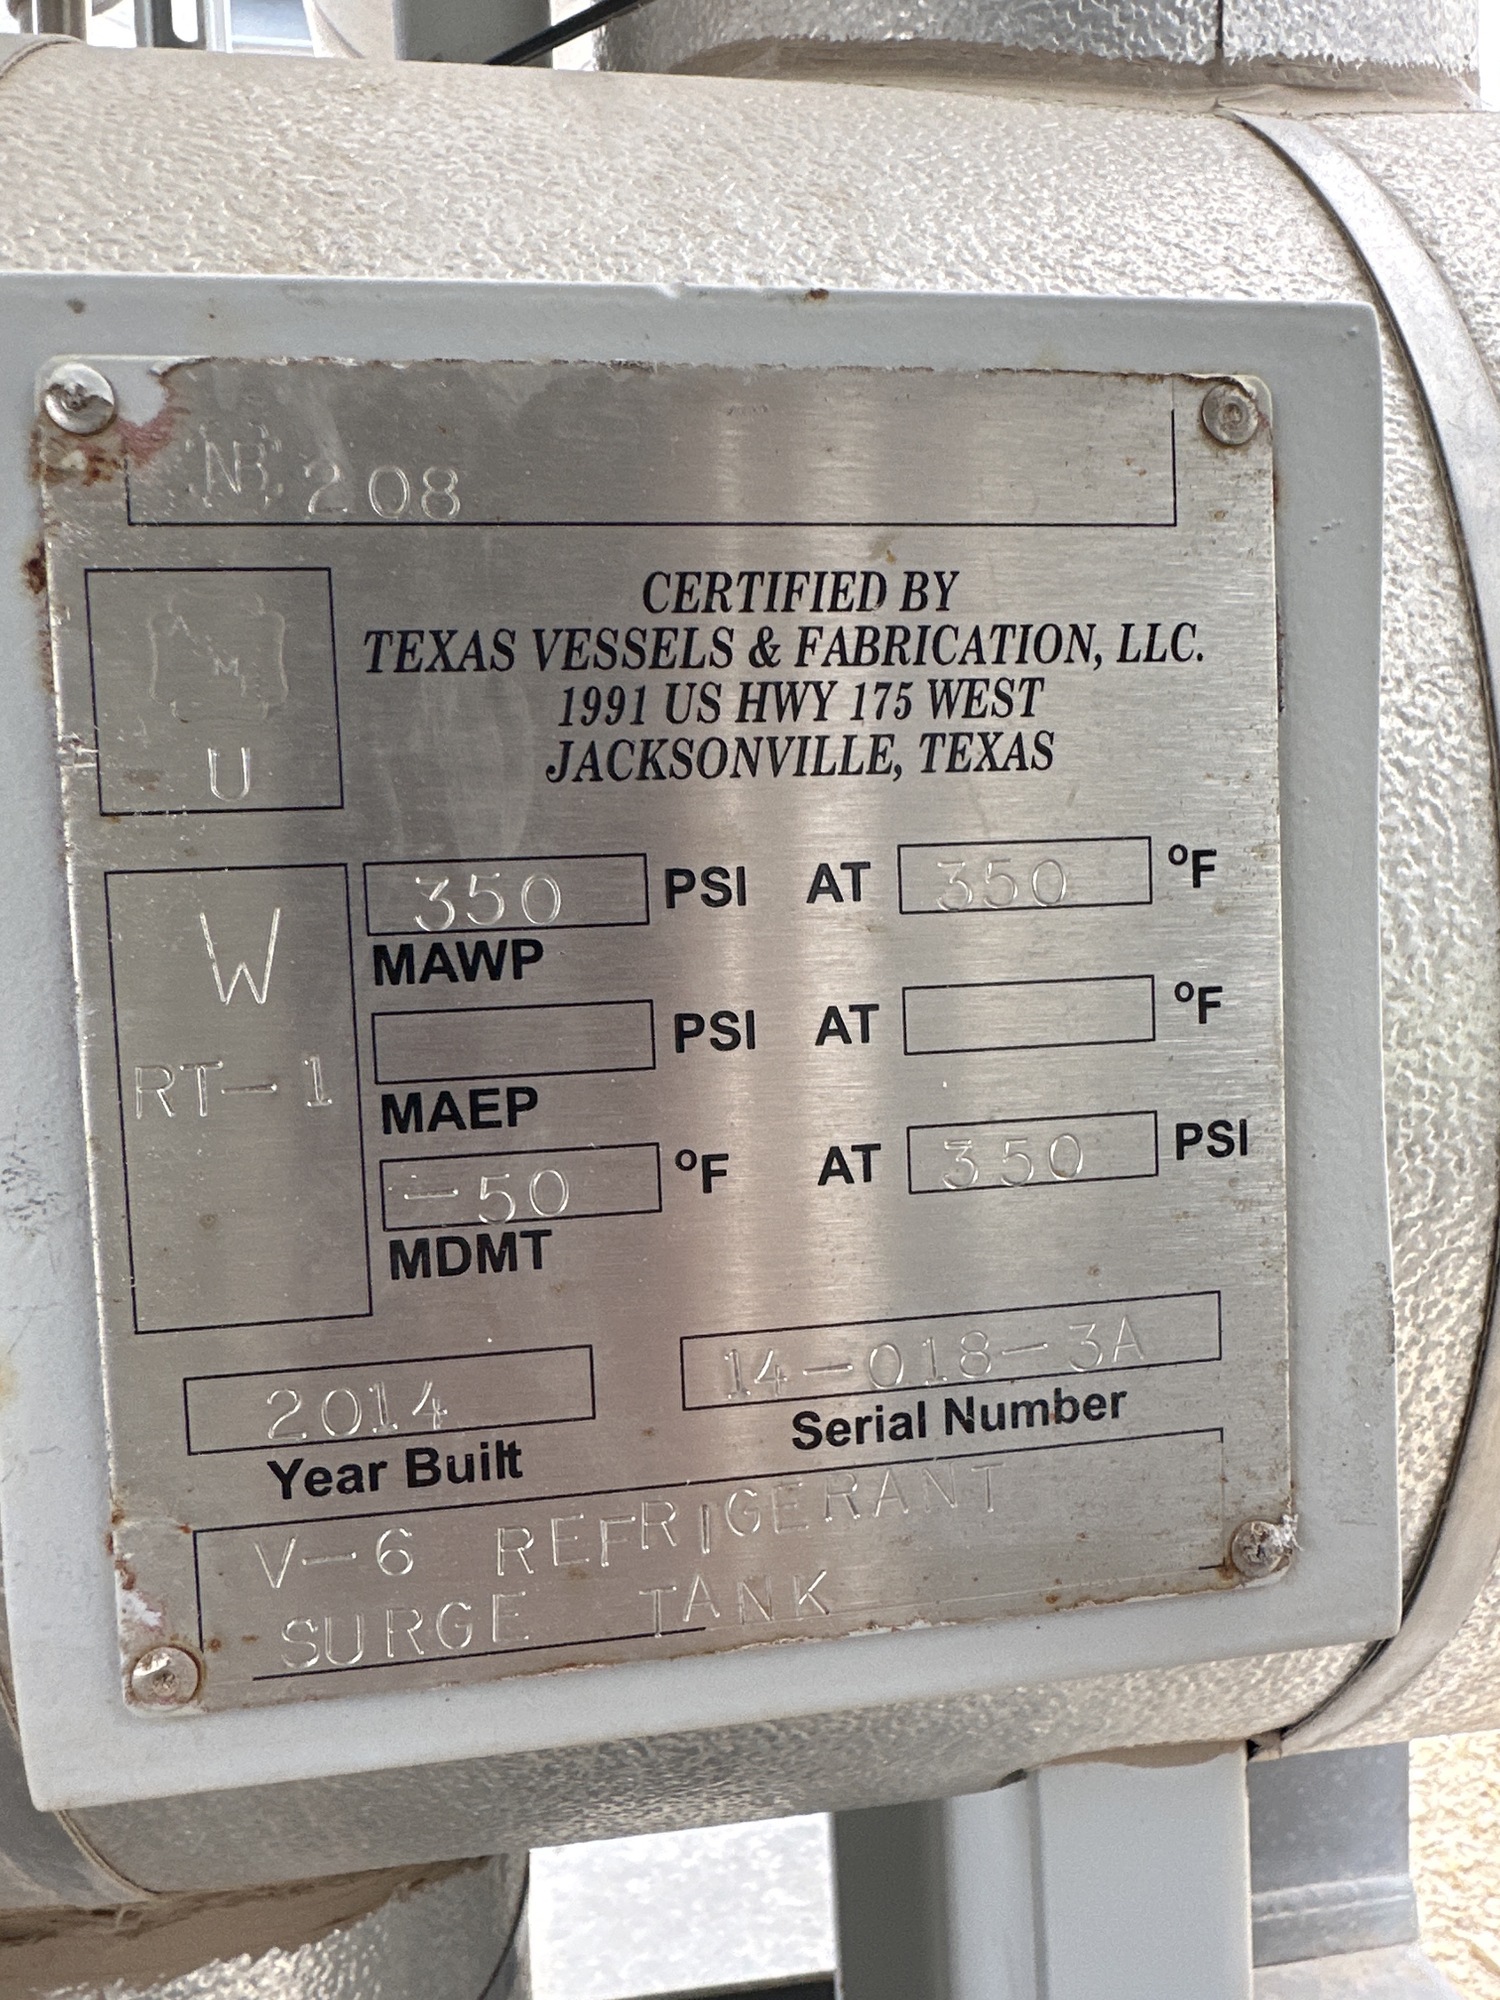 NB 208
CERTIFIED BY
TEXAS VESSELS & FABRICATION, LLC.
1991 US HWY 175 WEST
JACKSONVILLE, TEXAS
U
W
RT-1
350 PSI AT 350 °F
MAWP
PSI AT °F
MAEP
-50 °F AT 350 PSI
MDMT
2014
Year Built
14-018-3A
Serial Number
V-6 REFRIGERANT
SURGE TANK